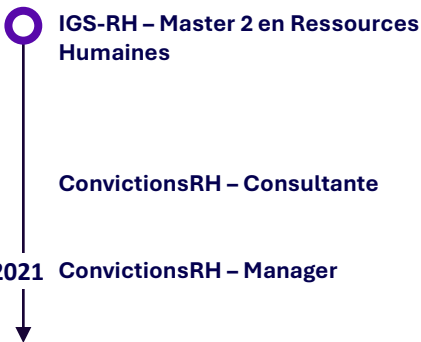 IGS-RH – Master 2 en Ressources
Humaines
ConvictionsRH – Consultante
2021 ConvictionsRH – Manager